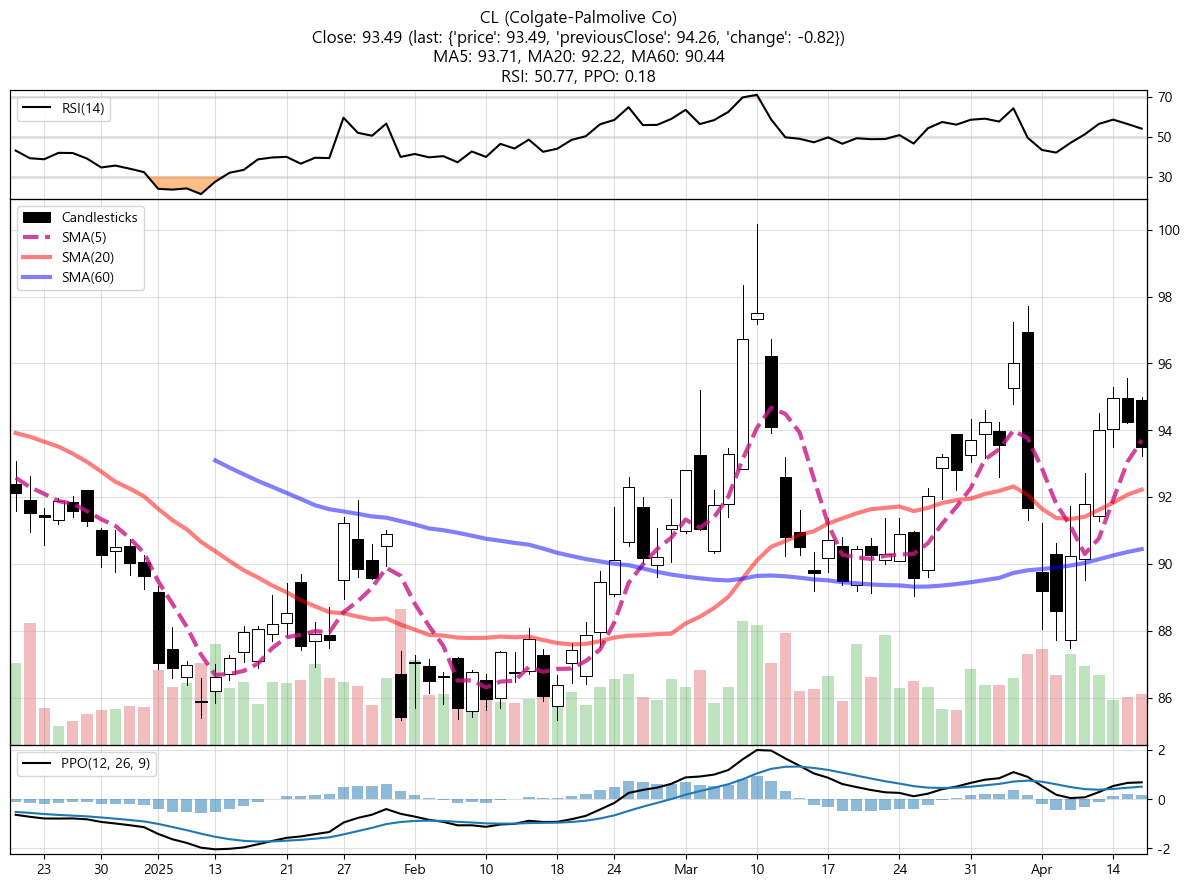 CL (Colgate-Palmolive Co)
Close: 93.49 (last: {'price': 93.49, 'previousClose': 94.26, 'change': -0.82})
MA5: 93.71, MA20: 92.22, MA60: 90.44
RSI: 50.77, PPO: 0.18
RSI(14)
70
50
30
Candlesticks
SMA(5)
SMA(20)
SMA(60)
100
98
96
94
92
90
88
86
PPO(12, 26, 9)
2
0
-2
23 30 2025 13 21 27 Feb 10 18 24 Mar 10 17 24 31 Apr 14